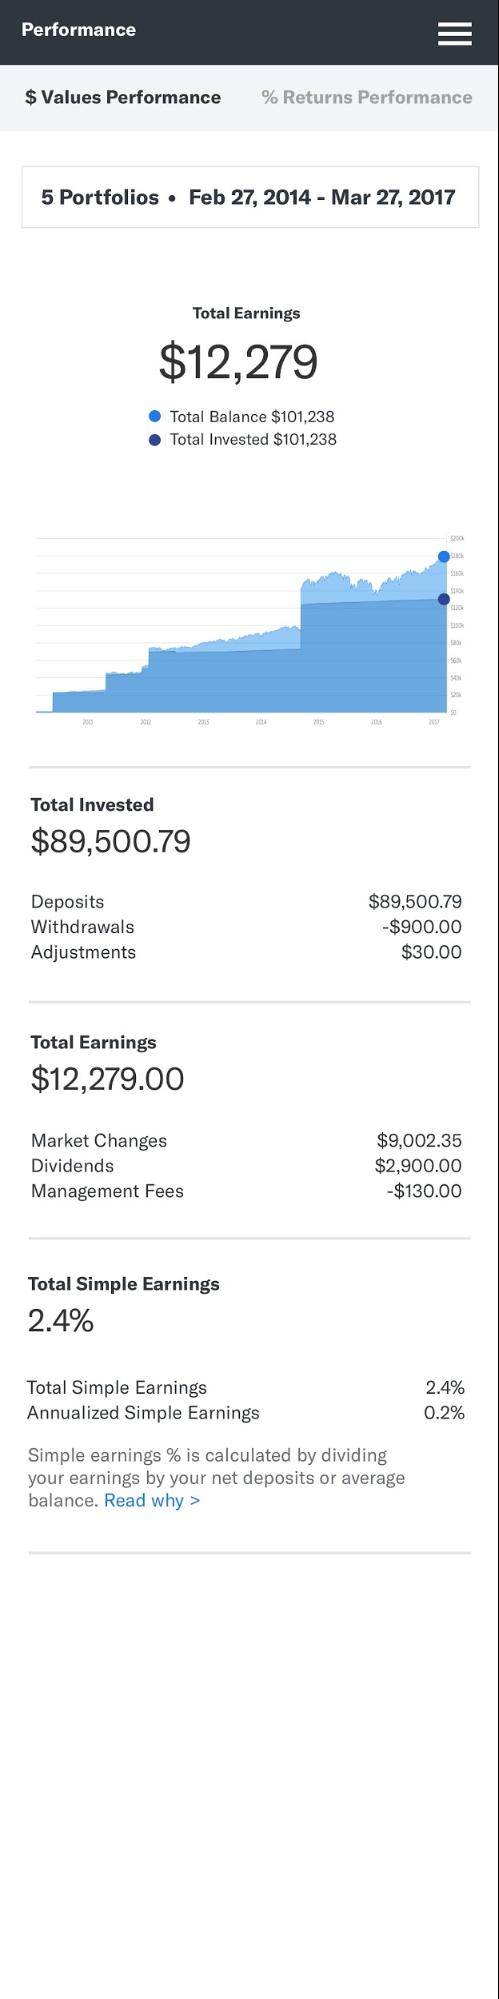 Performance
$ Values Performance % Returns Performance
5 Portfolios • Feb 27, 2014 - Mar 27, 2017
Total Earnings
$12,279
Total Balance $101,238
Total Invested $101,238
$200k
$180k
$160k
$140k
$120k
$100k
$80k
$60k
$40k
$20k
$0
2011 2012 2013 2014 2015 2016 2017
Total Invested
$89,500.79
Deposits $89,500.79
Withdrawals -$900.00
Adjustments $30.00
Total Earnings
$12,279.00
Market Changes $9,002.35
Dividends $2,900.00
Management Fees -$130.00
Total Simple Earnings
2.4%
Total Simple Earnings 2.4%
Annualized Simple Earnings 0.2%
Simple earnings % is calculated by dividing
your earnings by your net deposits or average
balance. Read why >